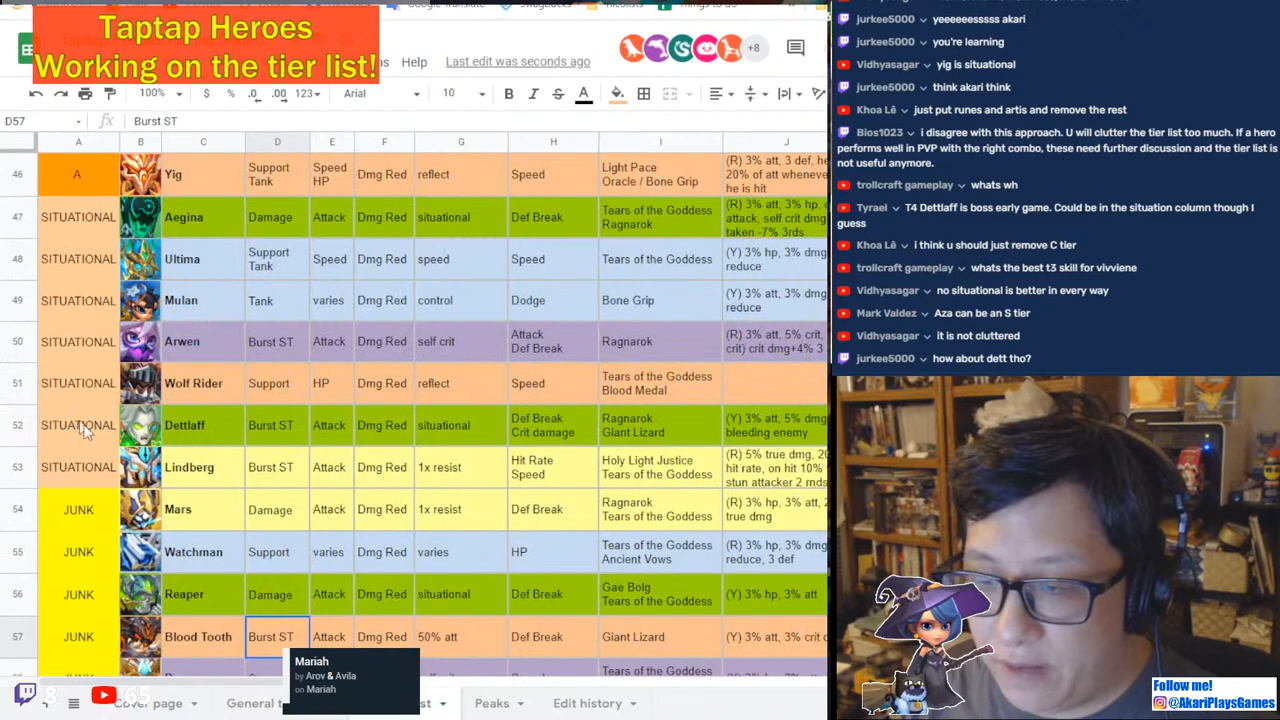 Taptap Heroes
Working on the tier list!
Help
Last edit was seconds ago
+8
100%
$
%
.0
.00
123
Arial
10
B
I
S
A
D57
fx
Burst ST
A
B
C
D
E
F
G
H
I
J
46
A
Yig
Support
Tank
Speed
HP
Dmg Red
reflect
Speed
Light Pace
Oracle / Bone Grip
(R) 3% att, 3 def, he
20% of att whenever
he is hit
47
SITUATIONAL
Aegina
Damage
Attack
Dmg Red
situational
Def Break
Tears of the Goddess
Ragnarok
(R) 3% att, 3% hp,
attack, self crit dmg
taken -7% 3rds
48
SITUATIONAL
Ultima
Support
Tank
Speed
Dmg Red
speed
Speed
Tears of the Goddess
(Y) 3% hp, 3% dmg
reduce
49
SITUATIONAL
Mulan
Tank
varies
Dmg Red
control
Dodge
Bone Grip
(Y) 3% att, 3% dmg
reduce
50
SITUATIONAL
Arwen
Burst ST
Attack
Dmg Red
self crit
Attack
Def Break
Ragnarok
(R) 3% att, 5% crit,
crit) crit dmg+4% 3
51
SITUATIONAL
Wolf Rider
Support
HP
Dmg Red
reflect
Speed
Tears of the Goddess
Blood Medal
52
SITUATIONAL
Dettlaff
Burst ST
Attack
Dmg Red
situational
Def Break
Crit damage
Ragnarok
Giant Lizard
(Y) 3% att, 5% dmg
bleeding enemy
53
SITUATIONAL
Lindberg
Burst ST
Attack
Dmg Red
1x resist
Hit Rate
Speed
Holy Light Justice
Tears of the Goddess
(R) 5% true dmg, 20
hit rate, on hit 10%
stun attacker 2 rnds
54
JUNK
Mars
Damage
Attack
Dmg Red
1x resist
Def Break
Ragnarok
Tears of the Goddess
(R) 3% hp, 3% att, 2
true dmg
55
JUNK
Watchman
Support
varies
Dmg Red
varies
HP
Tears of the Goddess
Ancient Vows
(R) 3% hp, 3% dmg
reduce, 3 def
56
JUNK
Reaper
Damage
Attack
Dmg Red
situational
Def Break
Gae Bolg
Tears of the Goddess
(Y) 3% hp, 3% att
57
JUNK
Blood Tooth
Burst ST
Attack
Dmg Red
50% att
Def Break
Giant Lizard
(Y) 3% att, 3% crit
Mariah
by Arov & Avila
on Mariah
8
65
Cover page
General
Peaks
Edit history
jurkee5000 yeeeeeesssss akari
jurkee5000 you're learning
Vidhyasagar yig is situational
jurkee5000 think akari think
Khoa Lê just put runes and artis and remove the rest
Bios1023 i disagree with this approach. U will clutter the tier list too much. If a hero
performs well in PVP with the right combo, these need further discussion and the tier list is
not useful anymore.
trollcraft gameplay whats wh
Tyrael T4 Dettlaff is boss early game. Could be in the situation column though I
guess
Khoa Lê i think u should just remove C tier
trollcraft gameplay whats the best t3 skill for vivviene
Vidhyasagar no situational is better in every way
Mark Valdez Aza can be an S tier
Vidhyasagar it is not cluttered
jurkee5000 how about dett tho?
Follow me!
@AkariPlaysGames